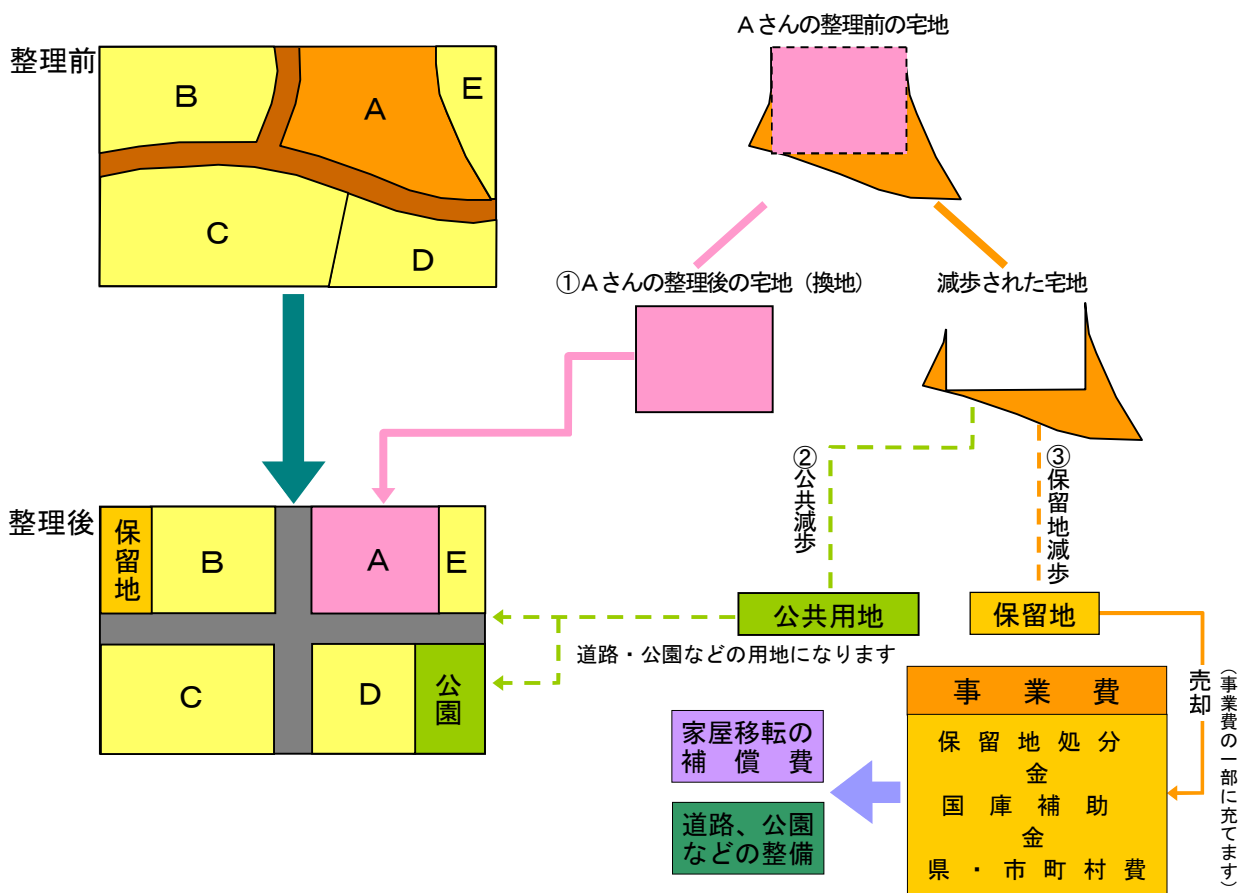 整理前
B
A
E
C
D
Aさんの整理前の宅地
①Aさんの整理後の宅地（換地）
減歩された宅地
②公共減歩
③保留地減歩
整理後
保留地
B
A
E
C
D
公園
公共用地
保留地
道路・公園などの用地になります
売却
（事業費の一部に充てます）
事業費
保留地処分
金
国庫補助
金
県・市町村費
家屋移転の
補償費
道路、公園
などの整備